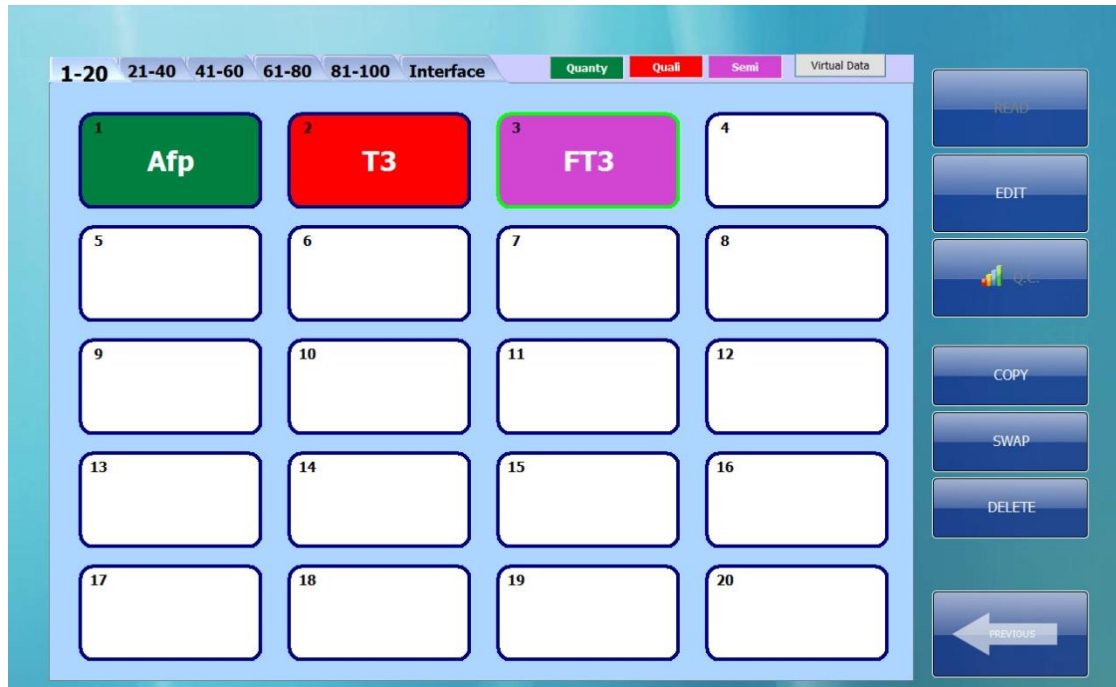 1-20 21-40 41-60 61-80 81-100 Interface Quanty Quali Semi Virtual Data
READ
1 2 3 4
Afp T3 FT3
EDIT
5 6 7 8
Q.C.
9 10 11 12
COPY
SWAP
13 14 15 16
DELETE
17 18 19 20
PREVIOUS